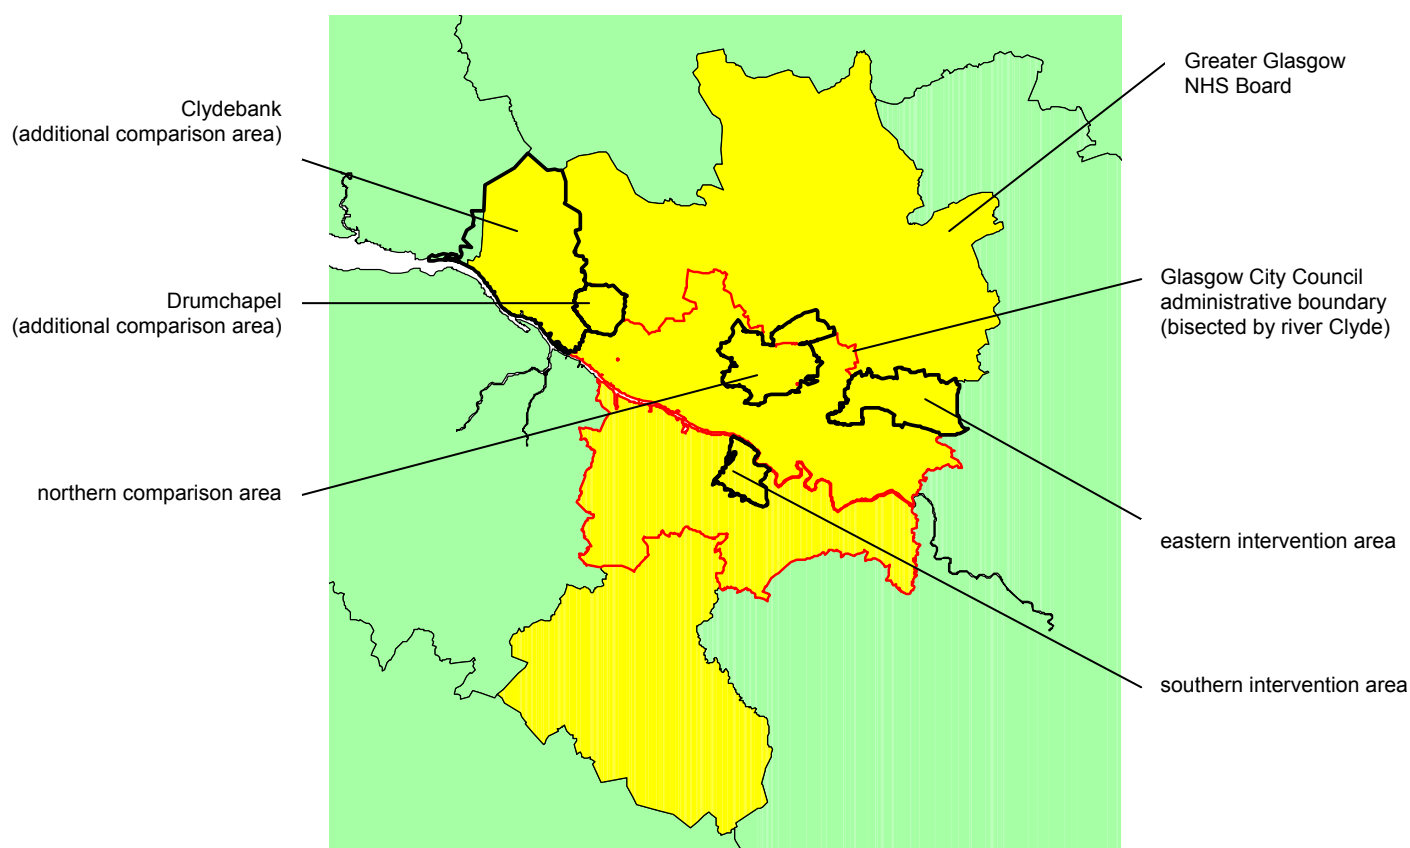 Clydebank
(additional comparison area)
Drumchapel
(additional comparison area)
northern comparison area
Greater Glasgow
NHS Board
Glasgow City Council
administrative boundary
(bisected by river Clyde)
eastern intervention area
southern intervention area